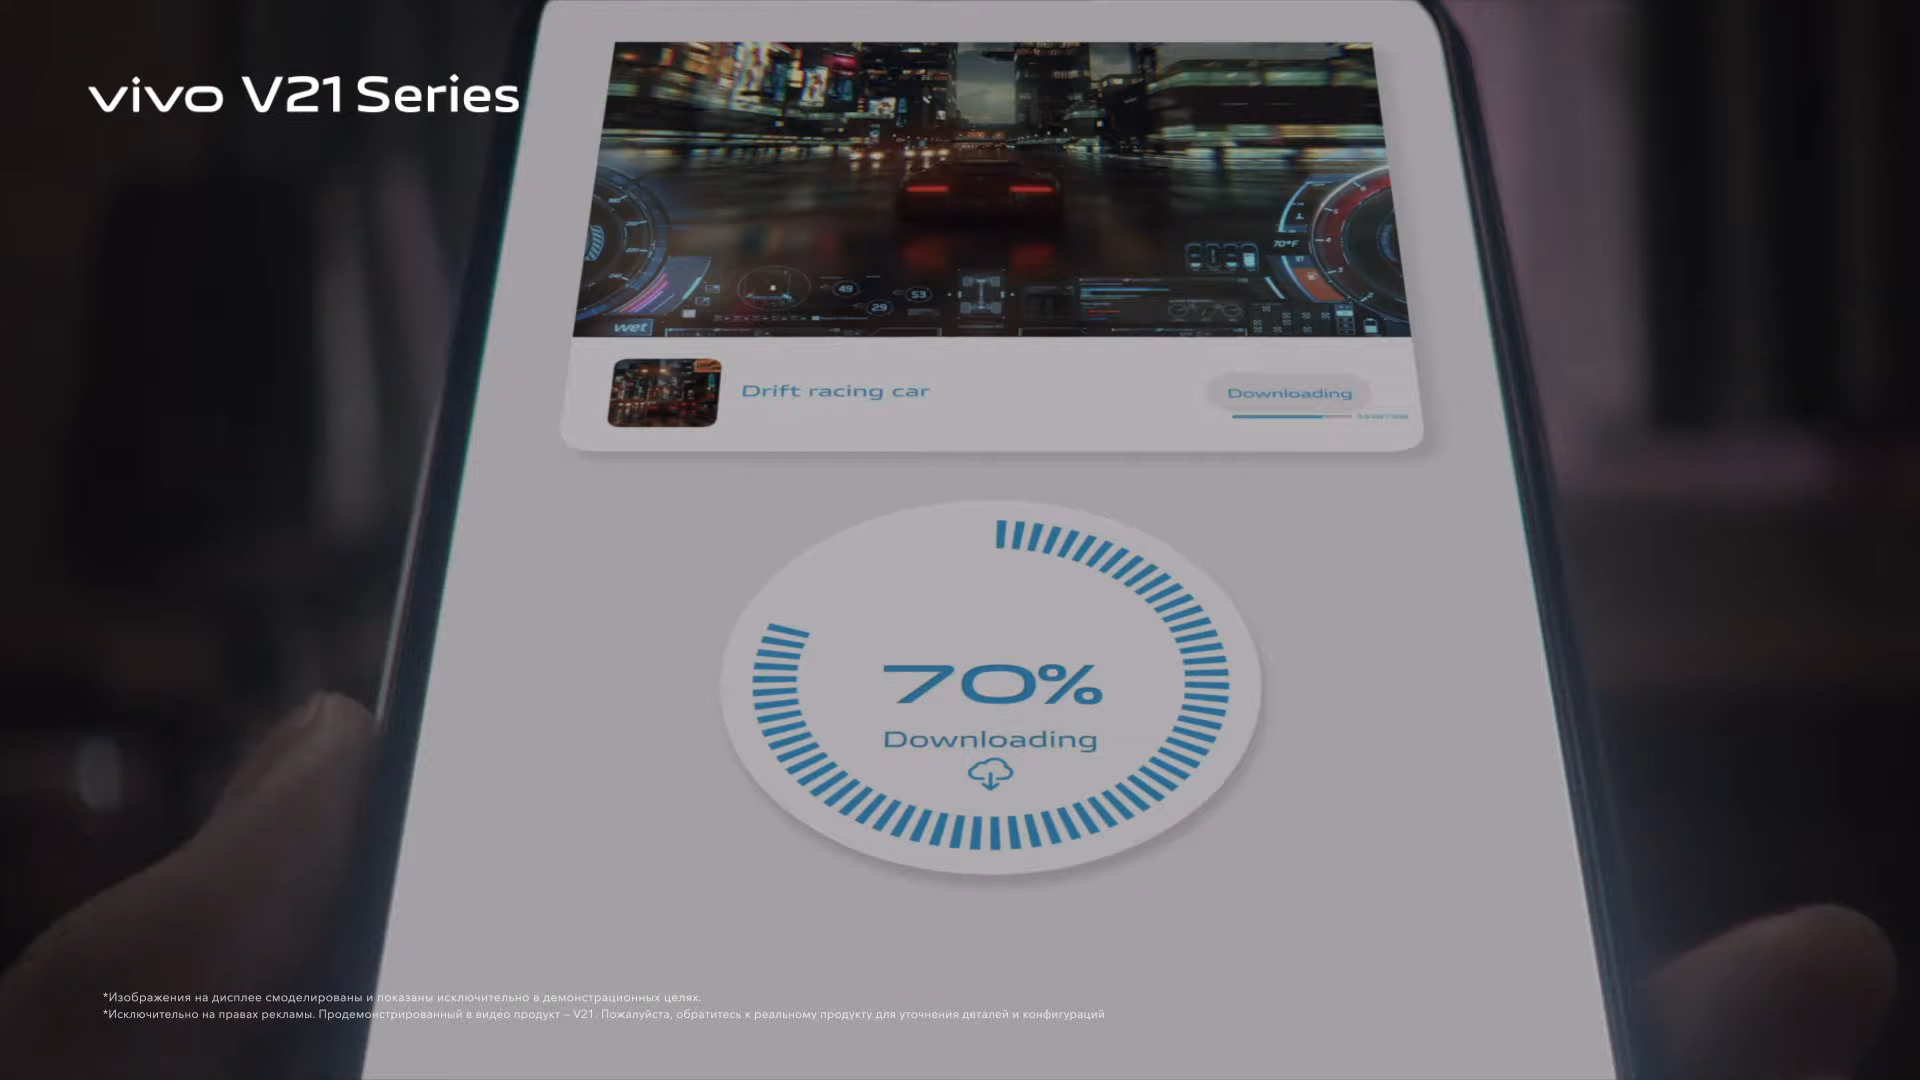 vivo V21 Series
70°F
49
53
29
wet
Drift racing car
Downloading
70%
Downloading
*Изображения на дисплее смоделированы и показаны исключительно в демонстрационных целях.
*Исключительно на правах рекламы. Продемонстрированный в видео продукт – V21. Пожалуйста, обратитесь к реальному продукту для уточнения деталей и конфигураций